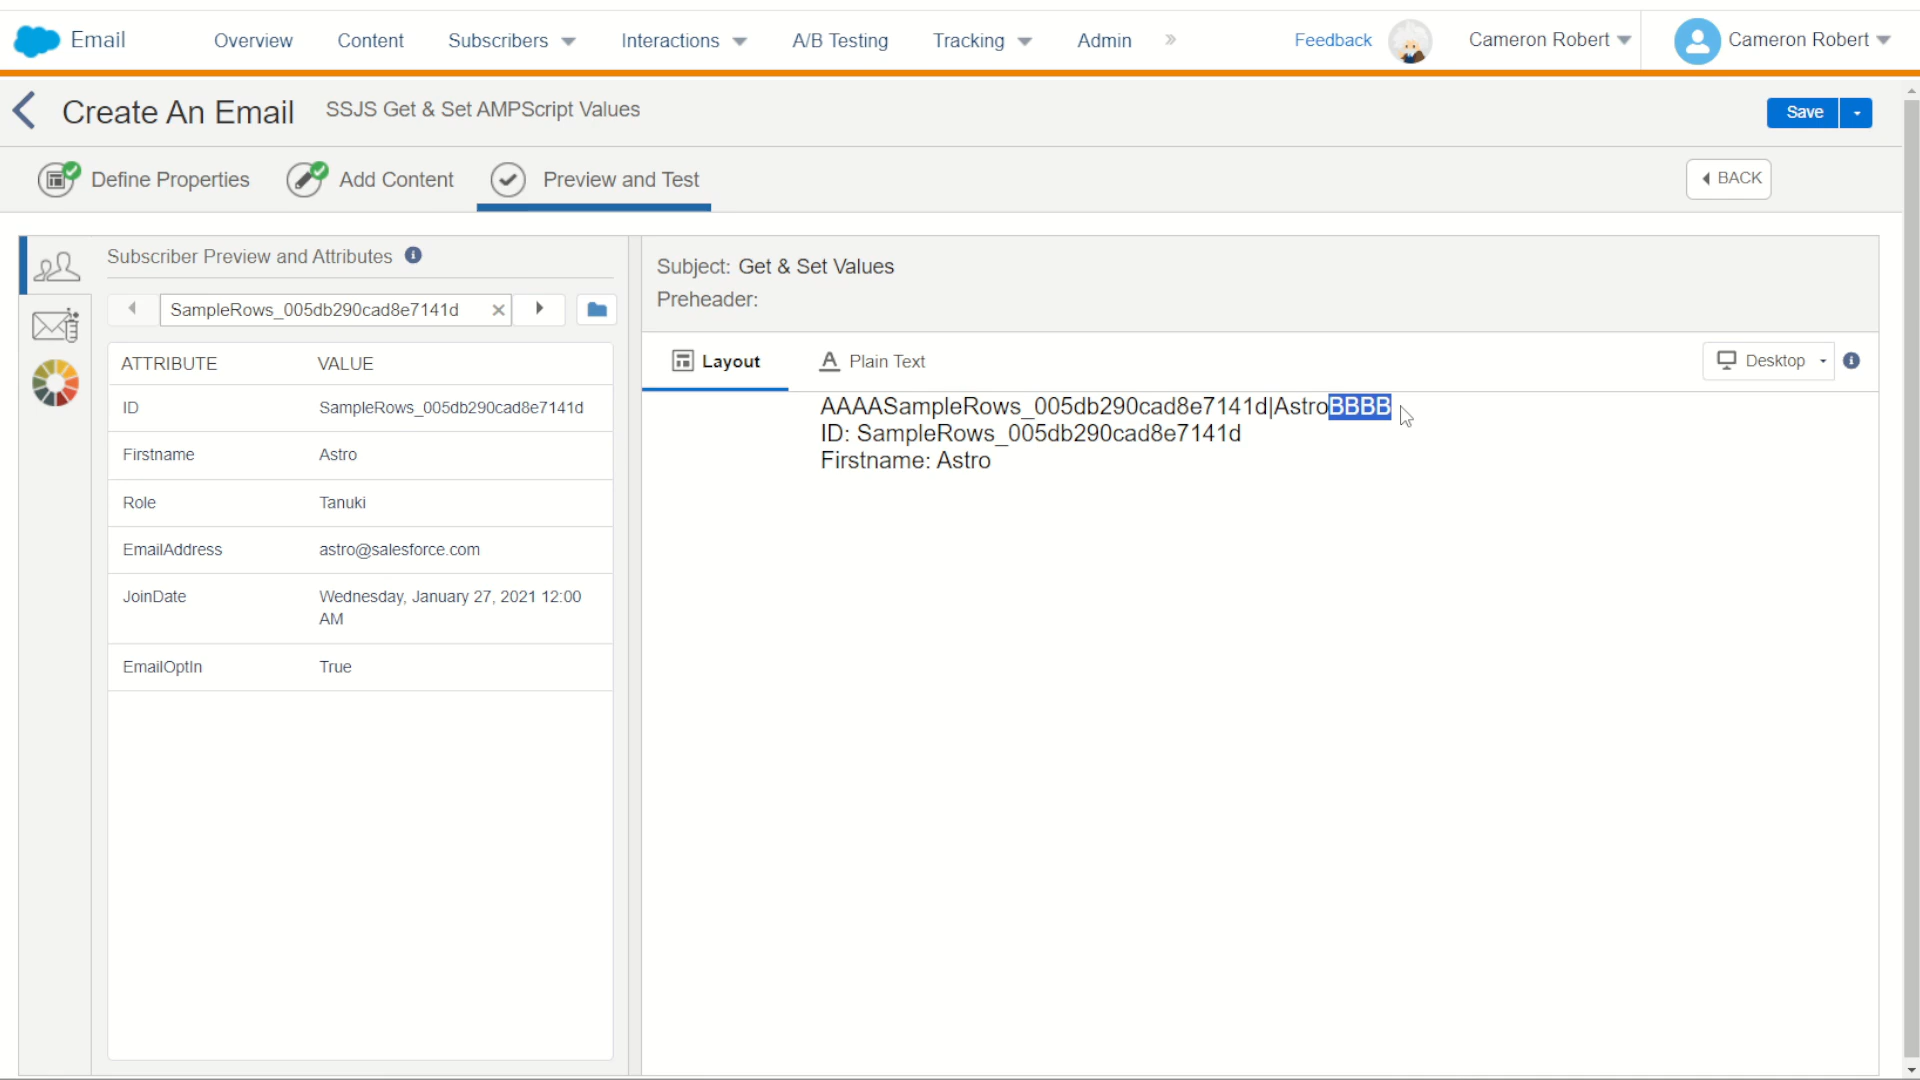 Email Overview Content Subscribers Interactions A/B Testing Tracking Admin » Feedback Cameron Robert Cameron Robert
Create An Email SSJS Get & Set AMPScript Values Save
Define Properties Add Content Preview and Test BACK
Subscriber Preview and Attributes
SampleRows_005db290cad8e7141d
ATTRIBUTE VALUE
ID SampleRows_005db290cad8e7141d
Firstname Astro
Role Tanuki
EmailAddress astro@salesforce.com
JoinDate Wednesday, January 27, 2021 12:00
AM
EmailOptIn True
Subject: Get & Set Values
Preheader:
Layout Plain Text Desktop
AAAASampleRows_005db290cad8e7141d|AstroBBBB
ID: SampleRows_005db290cad8e7141d
Firstname: Astro